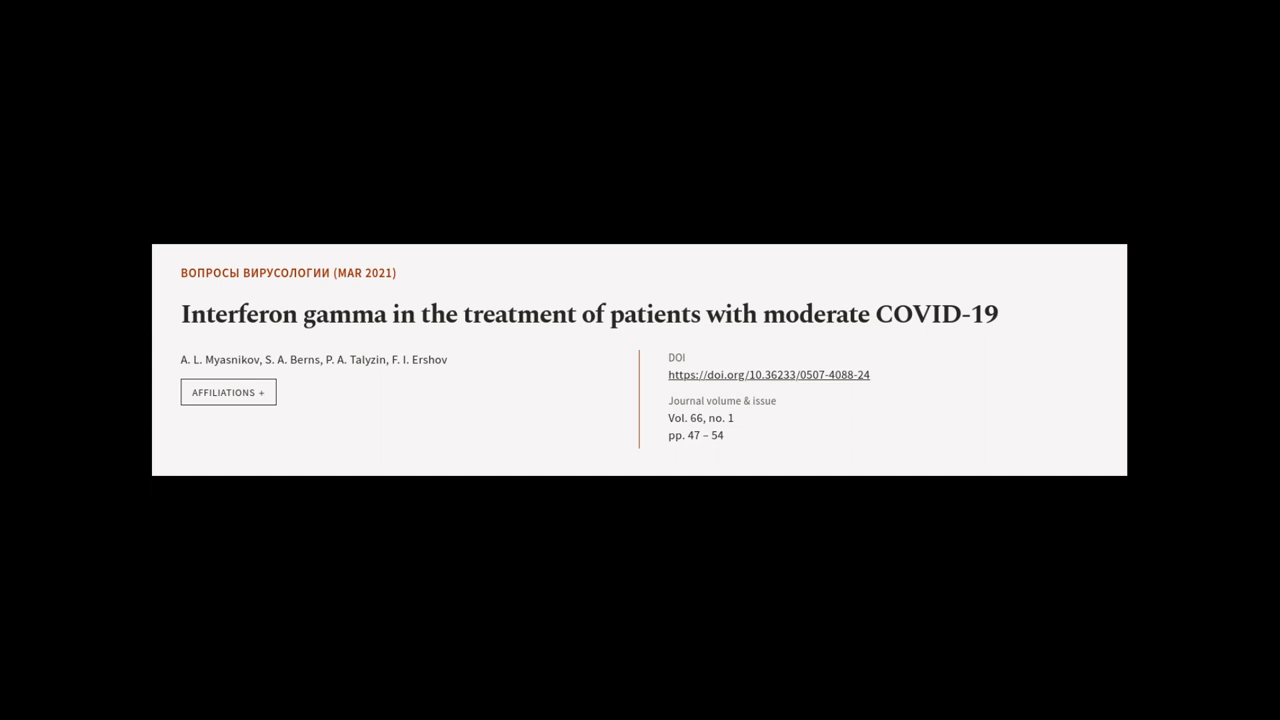 ВОПРОСЫ ВИРУСОЛОГИИ (MAR 2021)
Interferon gamma in the treatment of patients with moderate COVID-19
A. L. Myasnikov, S. A. Berns, P. A. Talyzin, F. I. Ershov
AFFILIATIONS +
DOI
https://doi.org/10.36233/0507-4088-24
Journal volume & issue
Vol. 66, no. 1
pp. 47 – 54